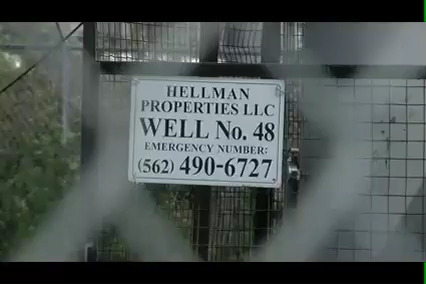 HELLMAN
PROPERTIES LLC
WELL No. 48
EMERGENCY NUMBER:
(562) 490-6727